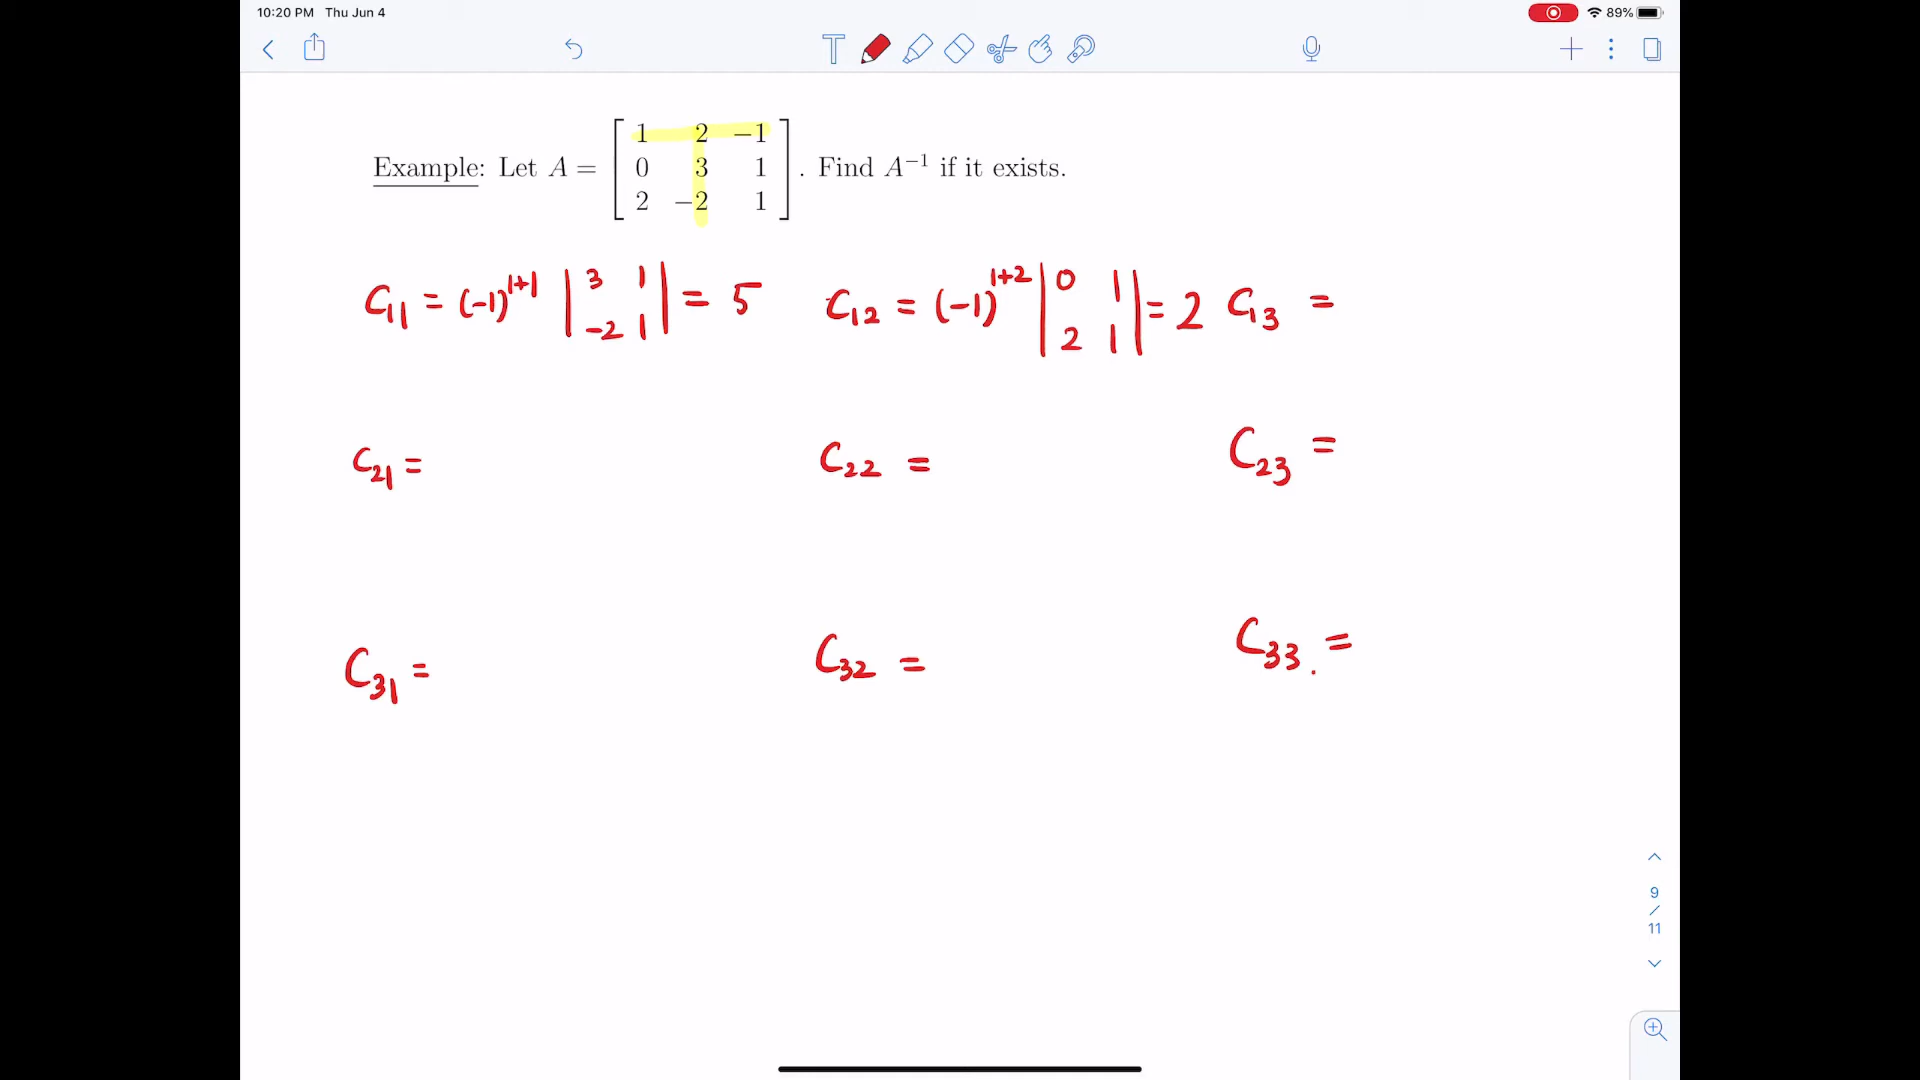 10:20 PM Thu Jun 4
89%
T
Example: Let A = [ 1 2 −1
0 3 1
2 −2 1 ] . Find A⁻¹ if it exists.
C₁₁ = (-1)¹⁺¹ | 3 1
-2 1 | = 5
C₁₂ = (-1)¹⁺² | 0 1
2 1 | = 2
C₁₃ =
C₂₁ =
C₂₂ =
C₂₃ =
C₃₁ =
C₃₂ =
C₃₃ . =
9
/
11